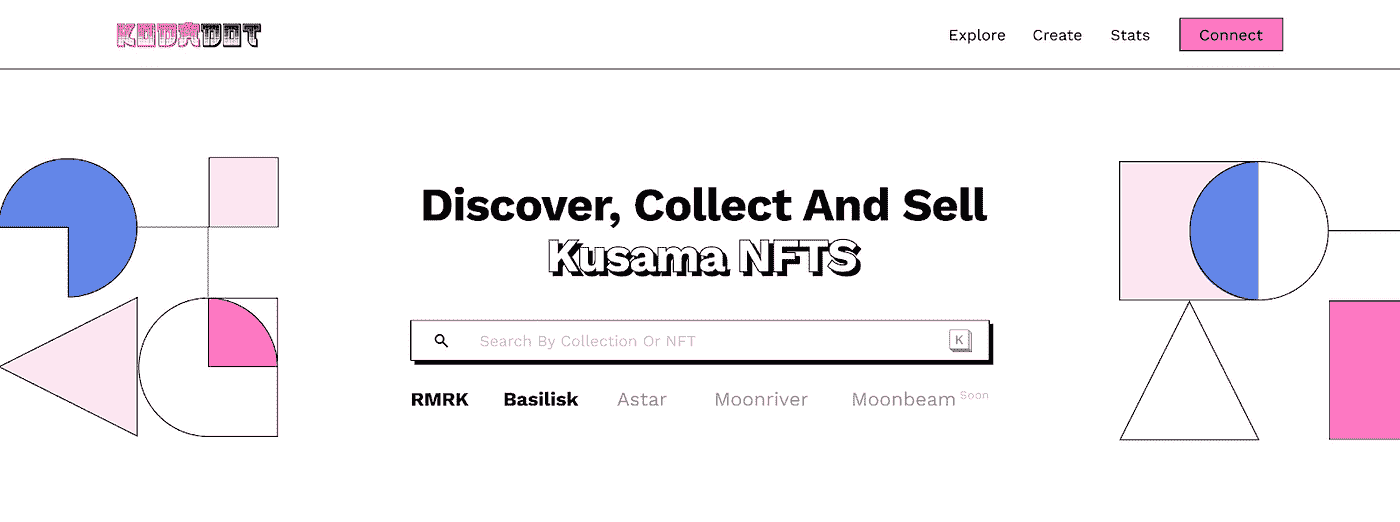 KODADOT
Explore Create Stats Connect
Discover, Collect And Sell
Kusama NFTS
Search By Collection Or NFT K
RMRK Basilisk Astar Moonriver Moonbeam Soon